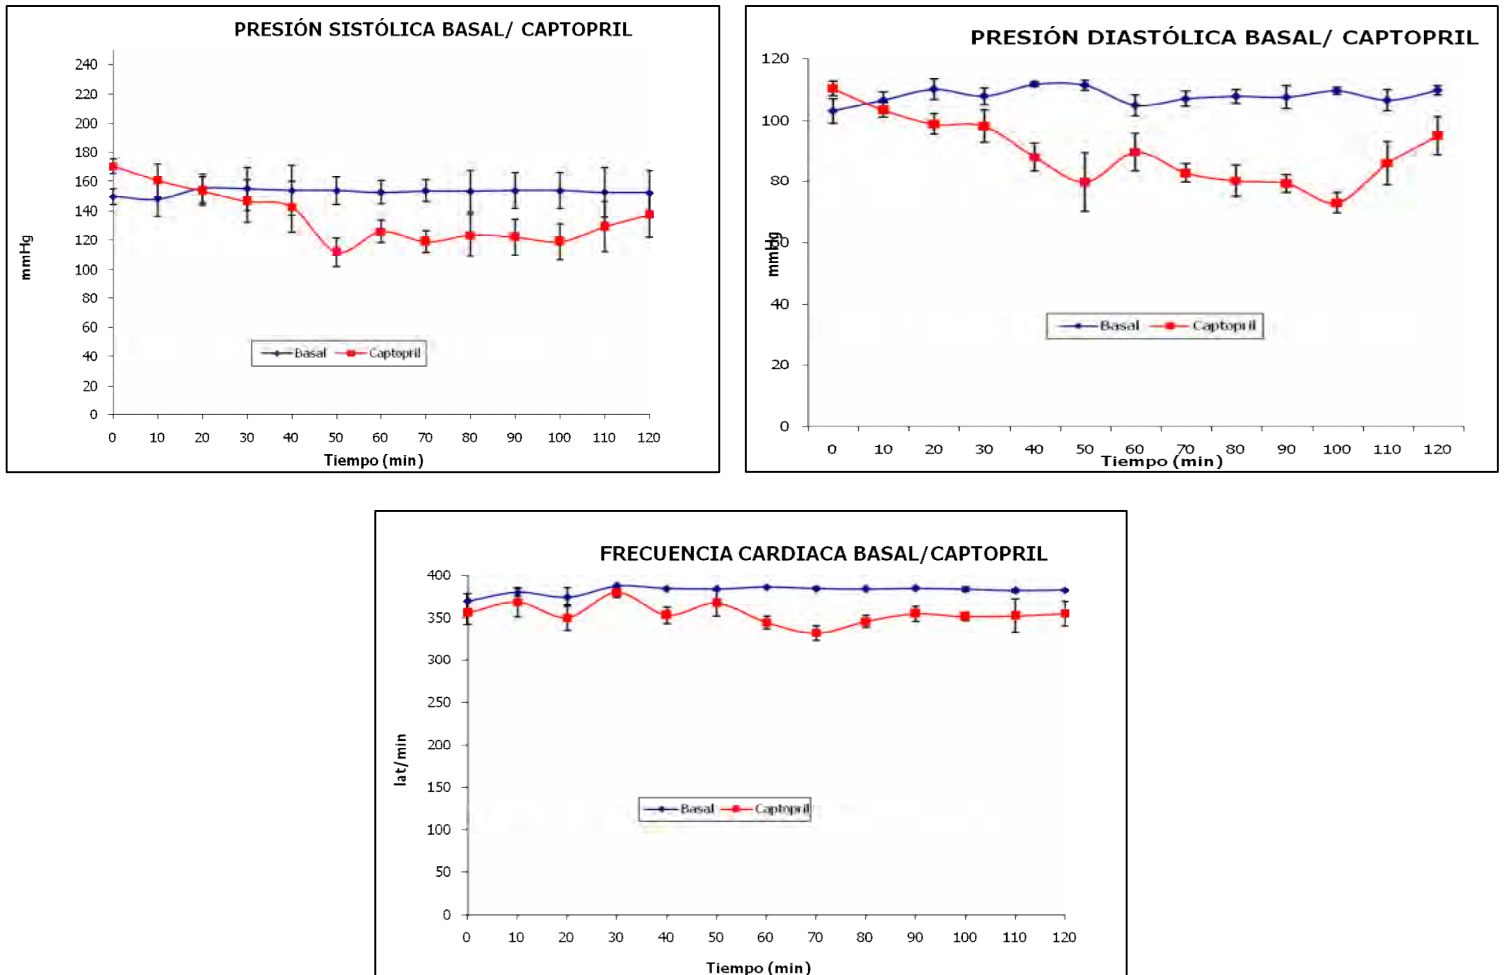 PRESIÓN SISTÓLICA BASAL/ CAPTOPRIL
240
220
200
180
160
140
120
100
80
60
40
20
0
mmHg
Basal Captopril
0 10 20 30 40 50 60 70 80 90 100 110 120
Tiempo (min)
PRESIÓN DIASTÓLICA BASAL/ CAPTOPRIL
120
100
80
60
40
20
0
mmHg
Basal Captopril
0 10 20 30 40 50 60 70 80 90 100 110 120
Tiempo (min)
FRECUENCIA CARDIACA BASAL/CAPTOPRIL
400
350
300
250
200
150
100
50
0
lat/min
Basal Captopril
0 10 20 30 40 50 60 70 80 90 100 110 120
Tiempo (min)